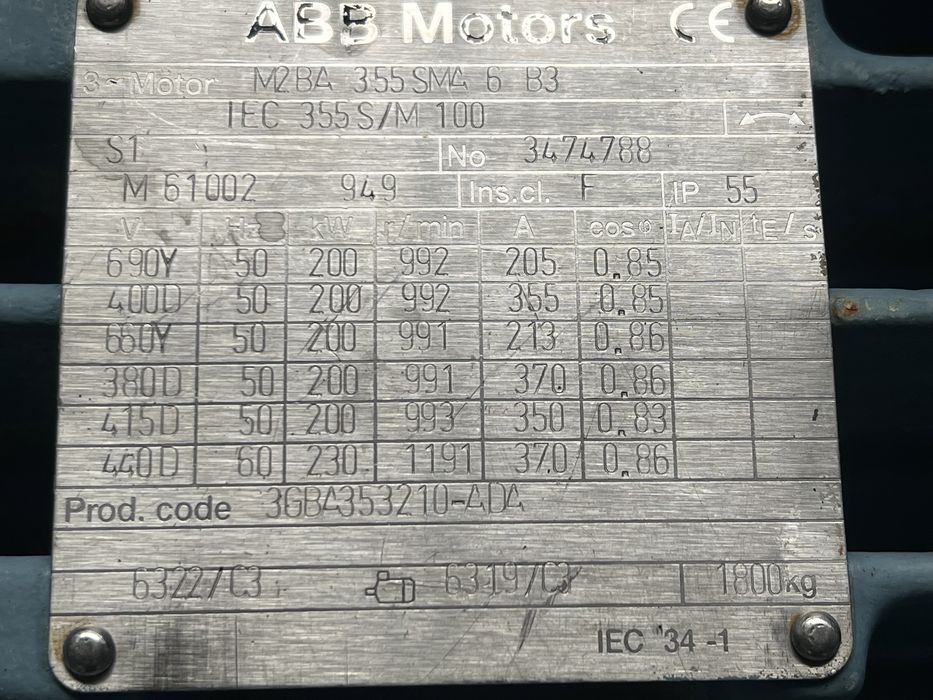 ABB Motors CE
3~Motor M2BA 355 SMA 6 B3
IEC 355 S/M 100
S1 No 3474788
M 61002 949 Ins.cl. F IP 55
V Hz kW r/min A cosφ IA/IN tE/s
690Y 50 200 992 205 0.85
400D 50 200 992 355 0.85
660Y 50 200 991 213 0.86
380D 50 200 991 370 0.86
415D 50 200 993 350 0.83
440D 60 230 1191 370 0.86
Prod. code 3GBA353210-ADA
6322/C3 6319/C3 1800kg
IEC 34-1